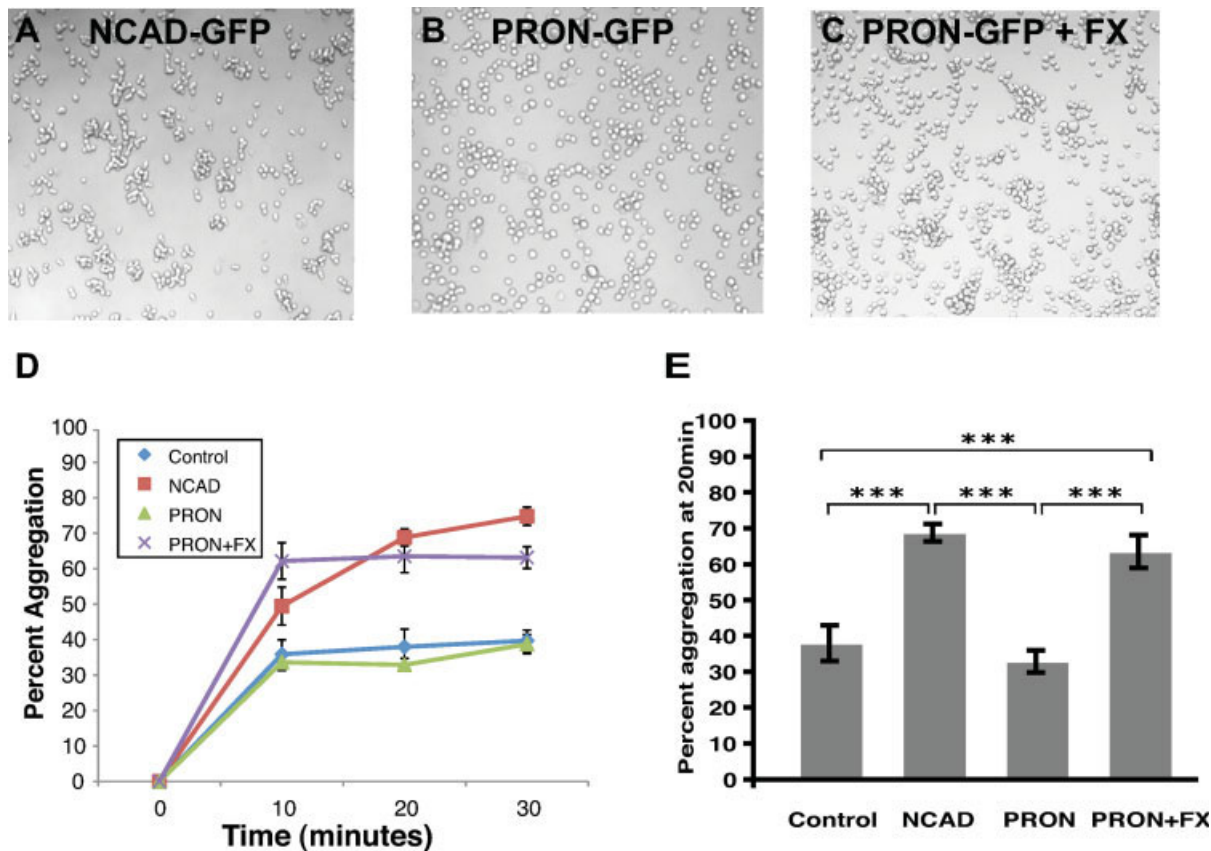 A NCAD-GFP
B PRON-GFP
C PRON-GFP + FX
D
Percent Aggregation
100
90
80
70
60
50
40
30
20
10
0
Control
NCAD
PRON
PRON+FX
0 10 20 30
Time (minutes)
E
Percent aggregation at 20min
100
90
80
70
60
50
40
30
20
10
0
***
*** *** ***
Control NCAD PRON PRON+FX